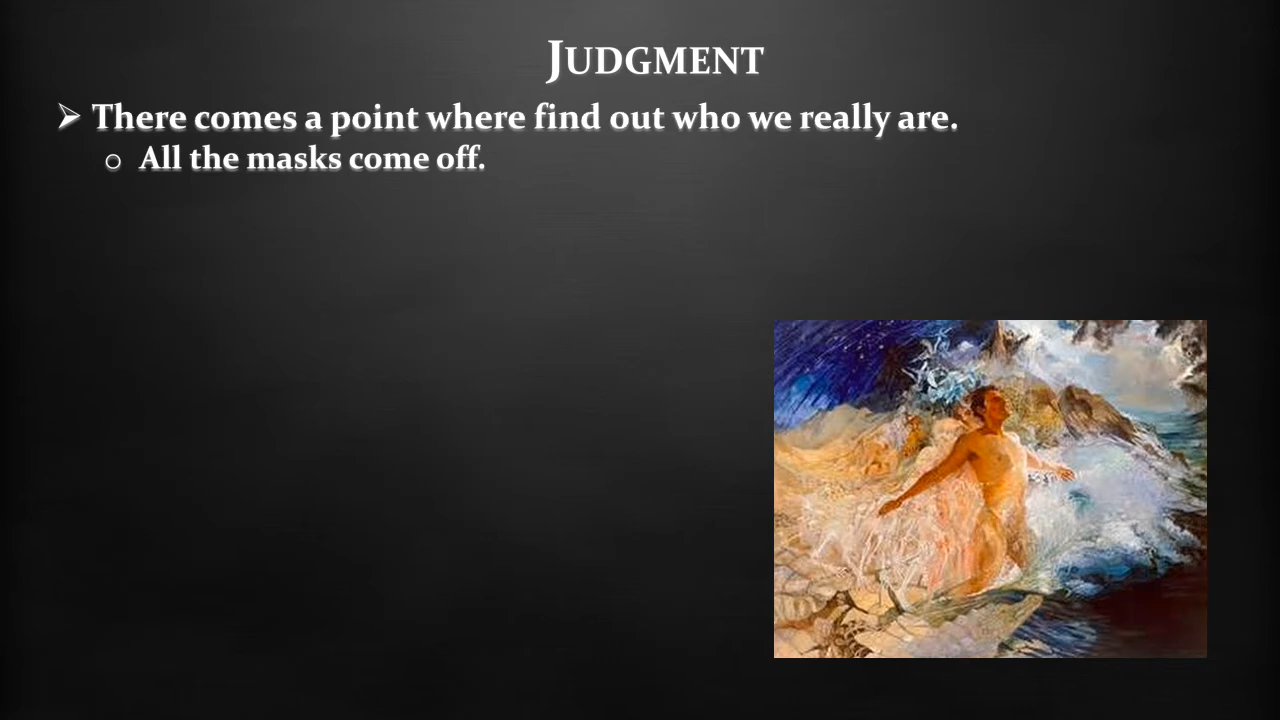 JUDGMENT
➢ There comes a point where find out who we really are.
o All the masks come off.